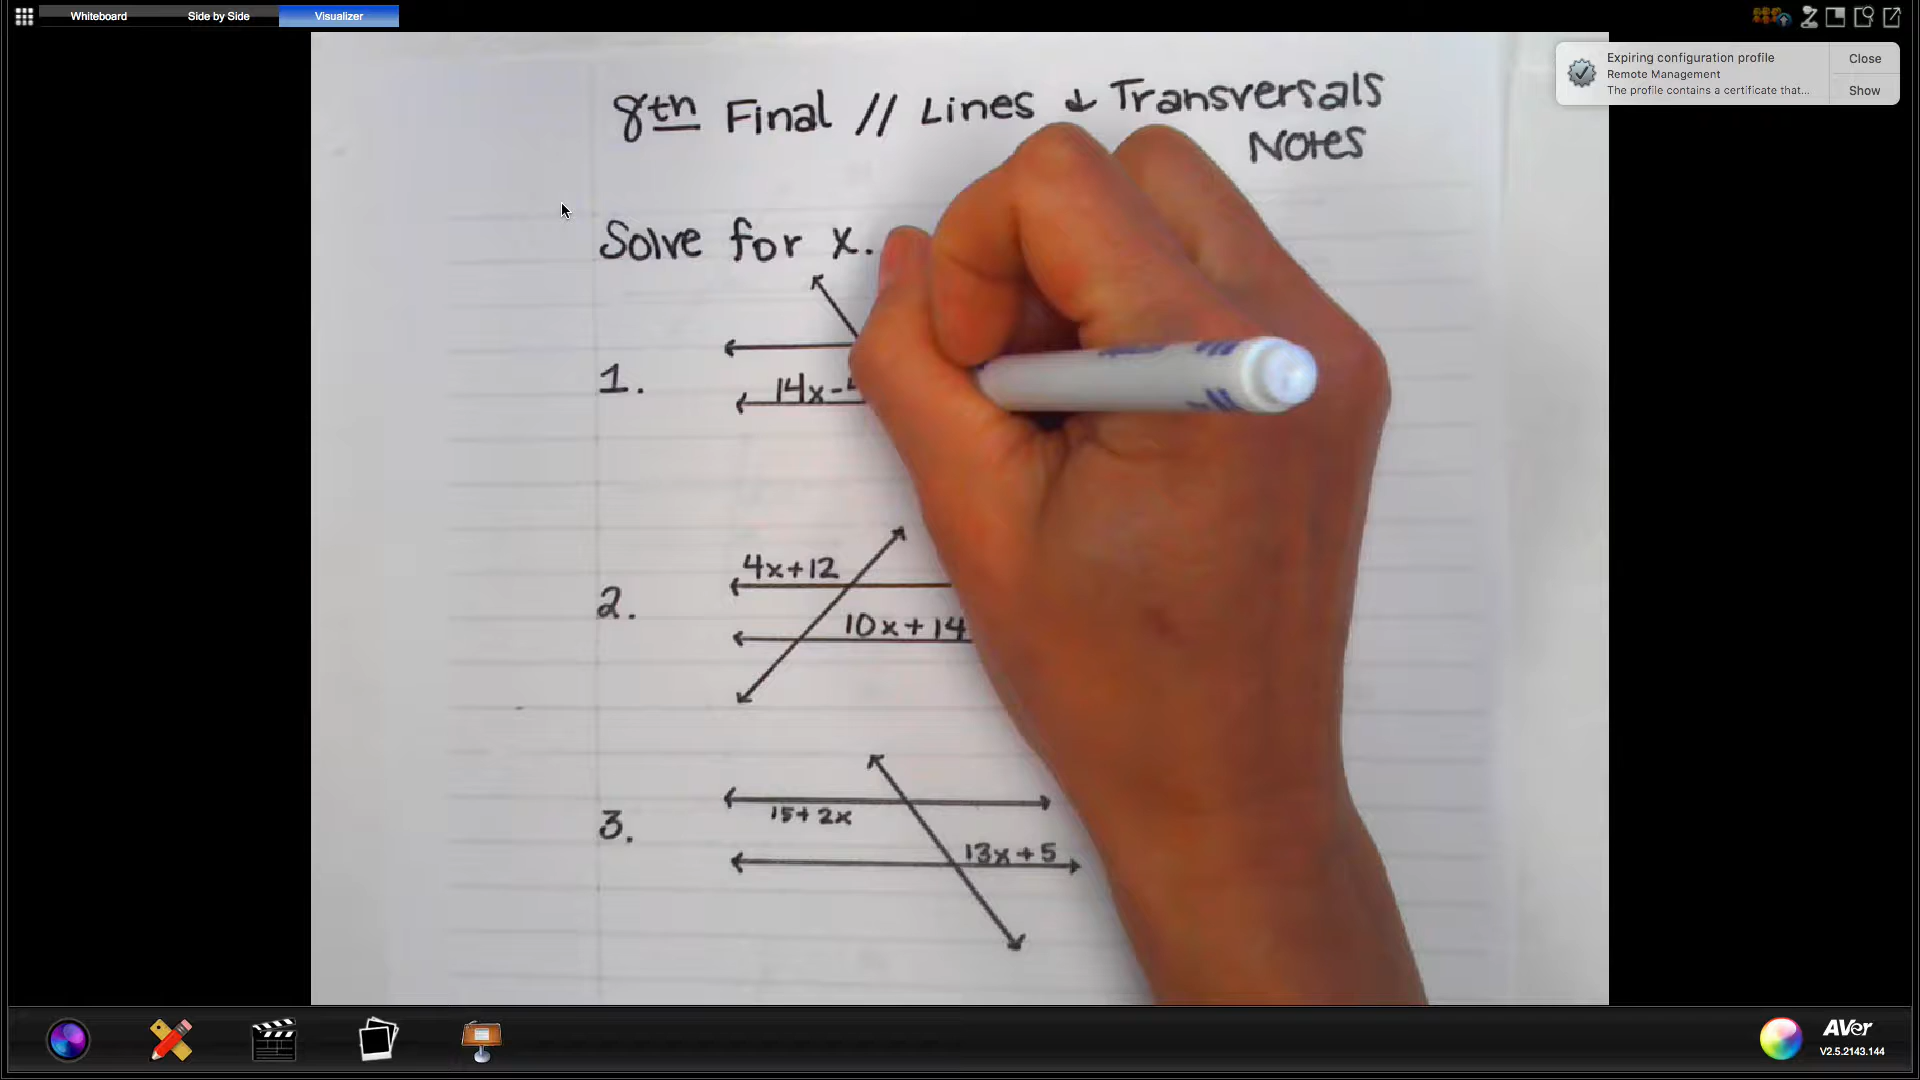 Whiteboard
Side by Side
Visualizer
Expiring configuration profile
Remote Management
The profile contains a certificate that...
Close
Show
8th Final // Lines & Transversals
Notes
Solve for x.
1.
14x-
2.
4x+12
10x+14
3.
15+2x
13x+5
AVer
V2.5.2143.144